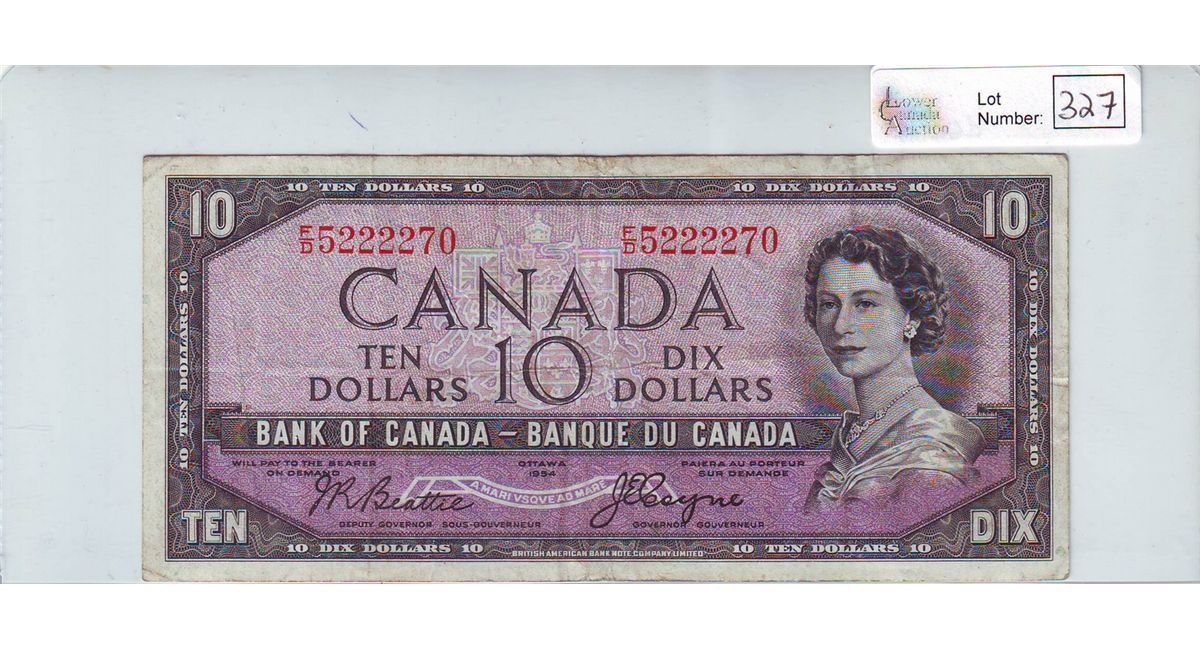 Lower
Canada
Auction
Lot
Number:
327
10 TEN DOLLARS 10
10 DIX DOLLARS 10
10
10
F/D 5222270
F/D 5222270
CANADA
TEN
DOLLARS
10
DIX
DOLLARS
BANK OF CANADA – BANQUE DU CANADA
WILL PAY TO THE BEARER
ON DEMAND
OTTAWA
1954
PAIERA AU PORTEUR
SUR DEMANDE
A MARI VSQVE AD MARE
JR Beattie
J E Coyne
DEPUTY GOVERNOR SOUS-GOUVERNEUR
GOVERNOR GOUVERNEUR
TEN
DIX
10 TEN DOLLARS 10
10 DIX DOLLARS 10
10 DIX DOLLARS 10
BRITISH AMERICAN BANK NOTE COMPANY LIMITED
10 TEN DOLLARS 10